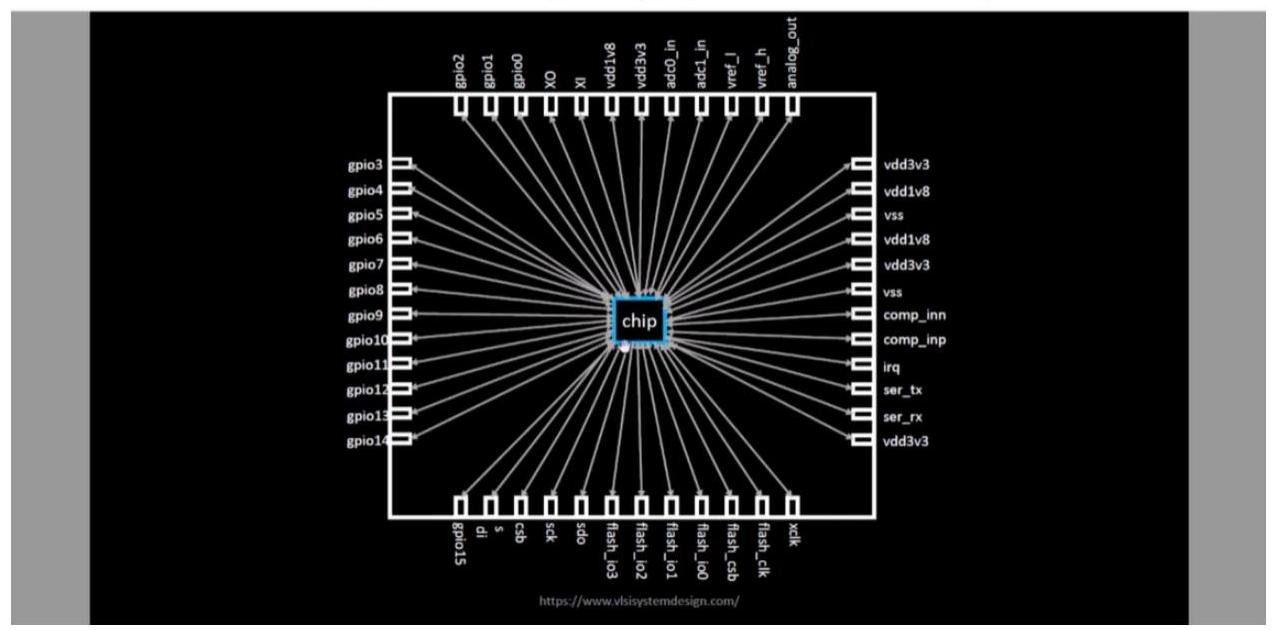 gpio2
gpio1
gpio0
XO
XI
vdd1v8
vdd3v3
adc0_in
adc1_in
vref_l
vref_h
analog_out
gpio3
gpio4
gpio5
gpio6
gpio7
gpio8
gpio9
gpio10
gpio11
gpio12
gpio13
gpio14
chip
vdd3v3
vdd1v8
vss
vdd1v8
vdd3v3
vss
comp_inn
comp_inp
irq
ser_tx
ser_rx
vdd3v3
gpio15
s
di
csb
sck
sdo
flash_io3
flash_io2
flash_io1
flash_io0
flash_csb
flash_clk
xclk
https://www.vlsisystemdesign.com/